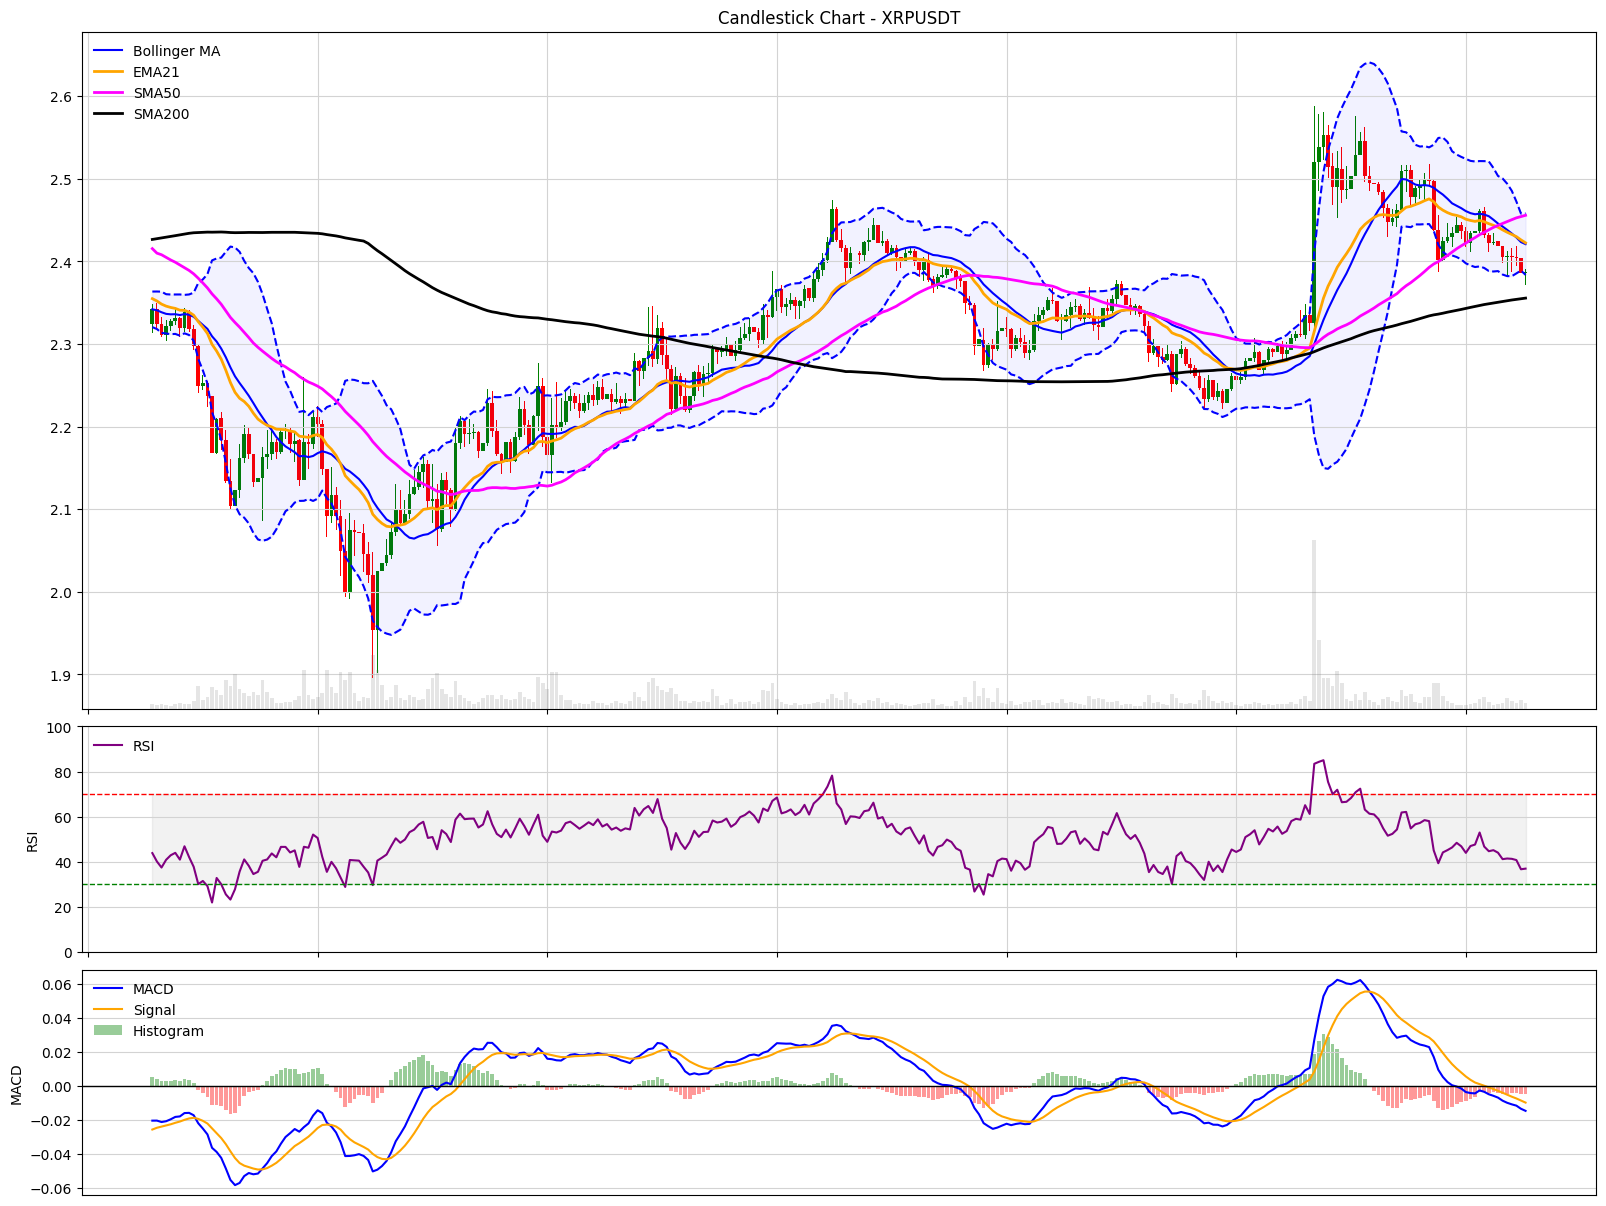 Candlestick Chart - XRPUSDT
Bollinger MA
EMA21
SMA50
SMA200
2.6
2.5
2.4
2.3
2.2
2.1
2.0
1.9
RSI
100
80
60
40
20
0
RSI
MACD
Signal
Histogram
0.06
0.04
0.02
0.00
−0.02
−0.04
−0.06
MACD